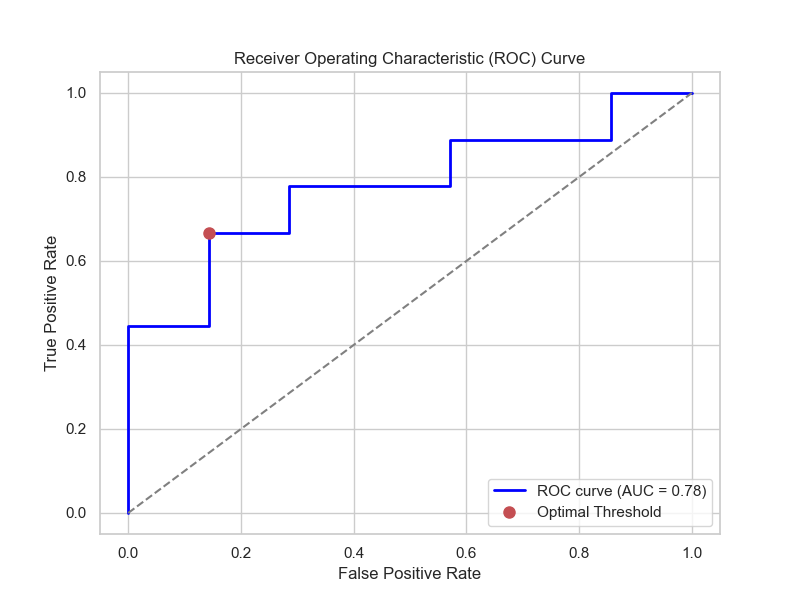 Receiver Operating Characteristic (ROC) Curve
True Positive Rate
1.0
0.8
0.6
0.4
0.2
0.0
0.0 0.2 0.4 0.6 0.8 1.0
False Positive Rate
ROC curve (AUC = 0.78)
Optimal Threshold